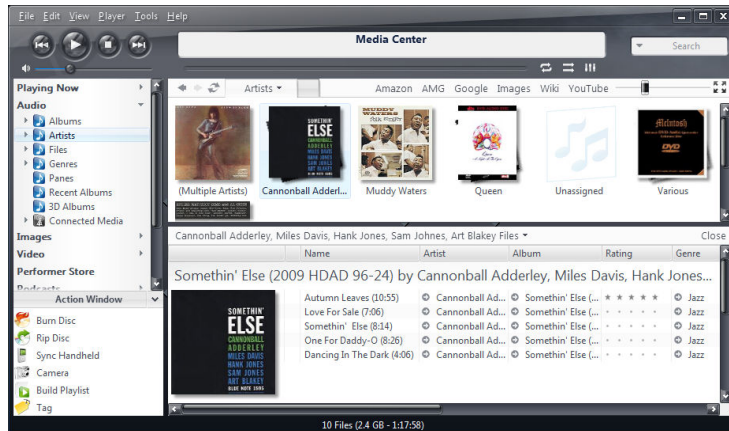 File Edit View Player Tools Help
Media Center
Search
Playing Now
Audio
Albums
Artists
Files
Genres
Panes
Recent Albums
3D Albums
Connected Media
Images
Video
Performer Store
Podcasts
Artists
Amazon AMG Google Images Wiki YouTube
SOMETHIN'
ELSE
CANNONBALL
ADDERLEY
MILES DAVIS
HANK JONES
SAM JONES
ART BLAKEY
BLUE NOTE 1595
MUDDY
WATERS
FOLK SINGER
Queen
McIntosh
DVD
(Multiple Artists)
Cannonball Adderl...
Muddy Waters
Queen
Unassigned
Various
Cannonball Adderley, Miles Davis, Hank Jones, Sam Johnes, Art Blakey Files
Close
Name Artist Album Rating Genre
Somethin' Else (2009 HDAD 96-24) by Cannonball Adderley, Miles Davis, Hank Jones...
SOMETHIN'
ELSE
CANNONBALL
ADDERLEY
MILES DAVIS
HANK JONES
SAM JONES
ART BLAKEY
BLUE NOTE 1595
Autumn Leaves (10:55) Cannonball Ad... Somethin' Else (... Jazz
Love For Sale (7:06) Cannonball Ad... Somethin' Else (... Jazz
Somethin' Else (8:14) Cannonball Ad... Somethin' Else (... Jazz
One For Daddy-O (8:26) Cannonball Ad... Somethin' Else (... Jazz
Dancing In The Dark (4:06) Cannonball Ad... Somethin' Else (... Jazz
Action Window
Burn Disc
Rip Disc
Sync Handheld
Camera
Build Playlist
Tag
10 Files (2.4 GB - 1:17:58)